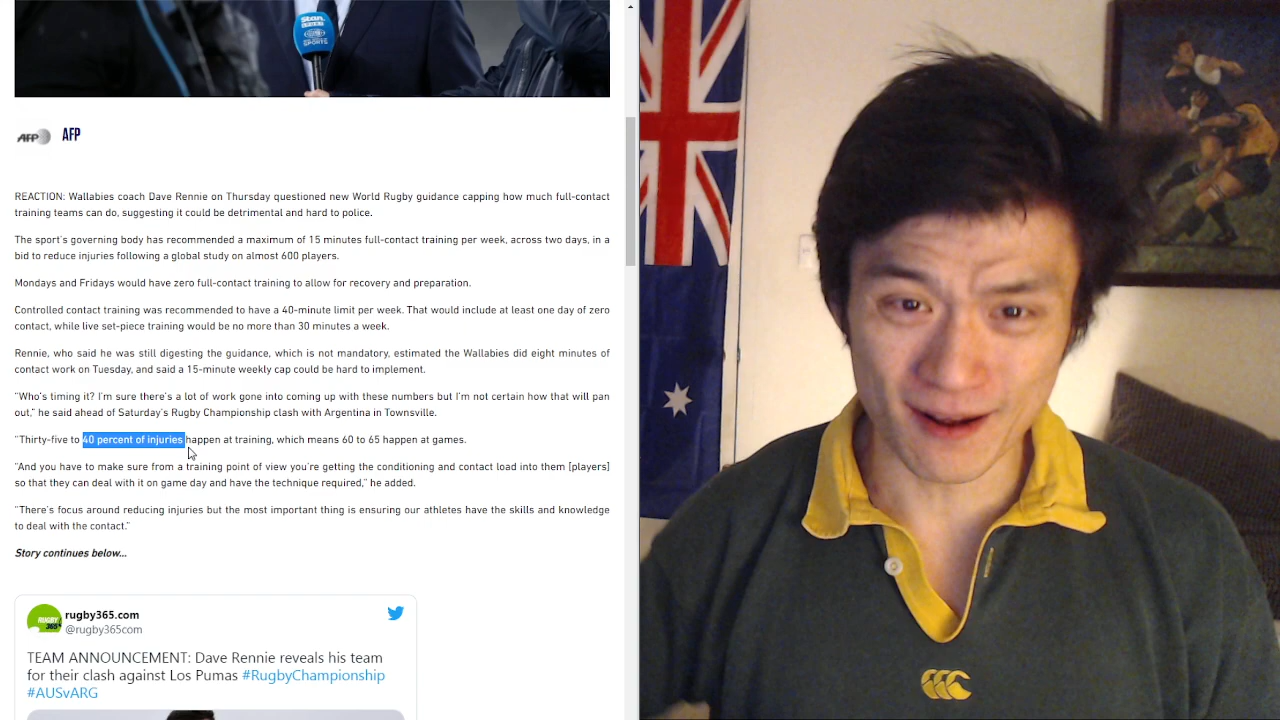 Stan.
SPORTS
AFP AFP
REACTION: Wallabies coach Dave Rennie on Thursday questioned new World Rugby guidance capping how much full-contact
training teams can do, suggesting it could be detrimental and hard to police.
The sport's governing body has recommended a maximum of 15 minutes full-contact training per week, across two days, in a
bid to reduce injuries following a global study on almost 600 players.
Mondays and Fridays would have zero full-contact training to allow for recovery and preparation.
Controlled contact training was recommended to have a 40-minute limit per week. That would include at least one day of zero
contact, while live set-piece training would be no more than 30 minutes a week.
Rennie, who said he was still digesting the guidance, which is not mandatory, estimated the Wallabies did eight minutes of
contact work on Tuesday, and said a 15-minute weekly cap could be hard to implement.
"Who's timing it? I'm sure there's a lot of work gone into coming up with these numbers but I'm not certain how that will pan
out," he said ahead of Saturday's Rugby Championship clash with Argentina in Townsville.
"Thirty-five to 40 percent of injuries happen at training, which means 60 to 65 happen at games.
"And you have to make sure from a training point of view you're getting the conditioning and contact load into them [players]
so that they can deal with it on game day and have the technique required," he added.
"There's focus around reducing injuries but the most important thing is ensuring our athletes have the skills and knowledge
to deal with the contact."
Story continues below...
RUGBY 365
rugby365.com
@rugby365com
TEAM ANNOUNCEMENT: Dave Rennie reveals his team
for their clash against Los Pumas #RugbyChampionship
#AUSvARG